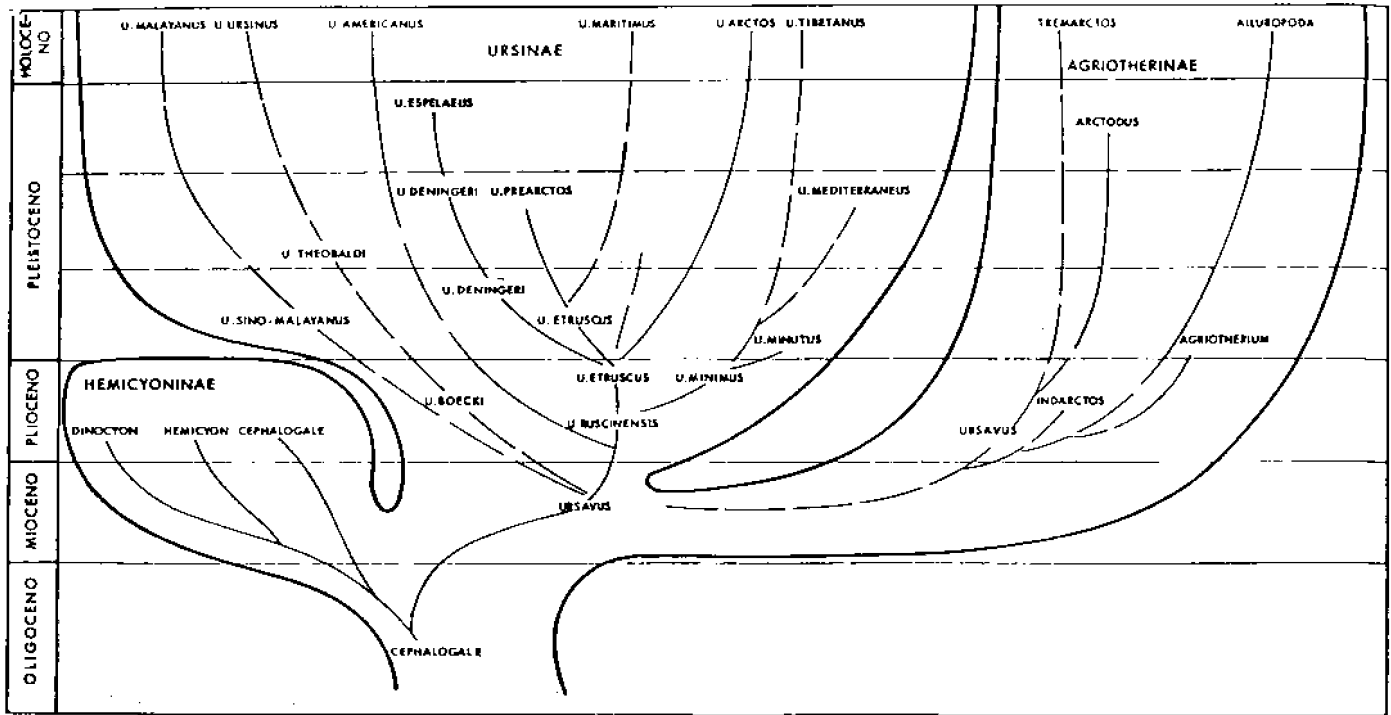 HOLOCE-
NO
PLEISTOCENO
PLIOCENO
MIOCENO
OLIGOCENO
U. MALAYANUS
U. URSINUS
U. AMERICANUS
U. MARITIMUS
U. ARCTOS
U. TIBETANUS
TREMARCTOS
AILUROPODA
URSINAE
AGRIOTHERINAE
U. ESPELAEUS
ARCTODUS
U. DENINGERI
U. PREARCTOS
U. MEDITERRANEUS
U. THEOBALDI
U. DENINGERI
U. SINO-MALAYANUS
U. ETRUSCUS
U. MINUTUS
AGRIOTHERIUM
U. ETRUSCUS
U. MINIMUS
HEMICYONINAE
U. BOECKI
INDARCTOS
U. RUSCINENSIS
URSAVUS
DINOCYON
HEMICYON
CEPHALOGALE
URSAVUS
CEPHALOGALE